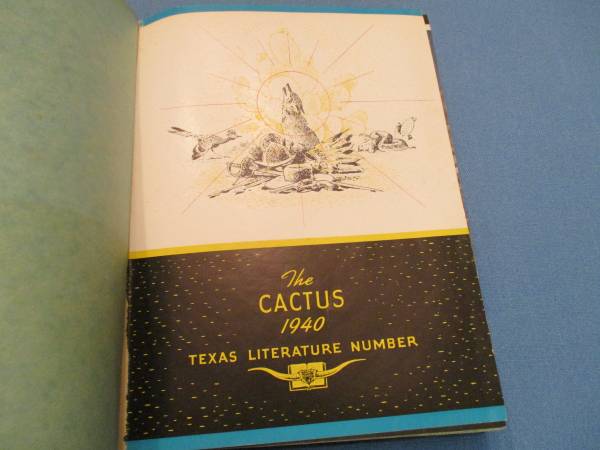 The
CACTUS
1940
TEXAS LITERATURE NUMBER